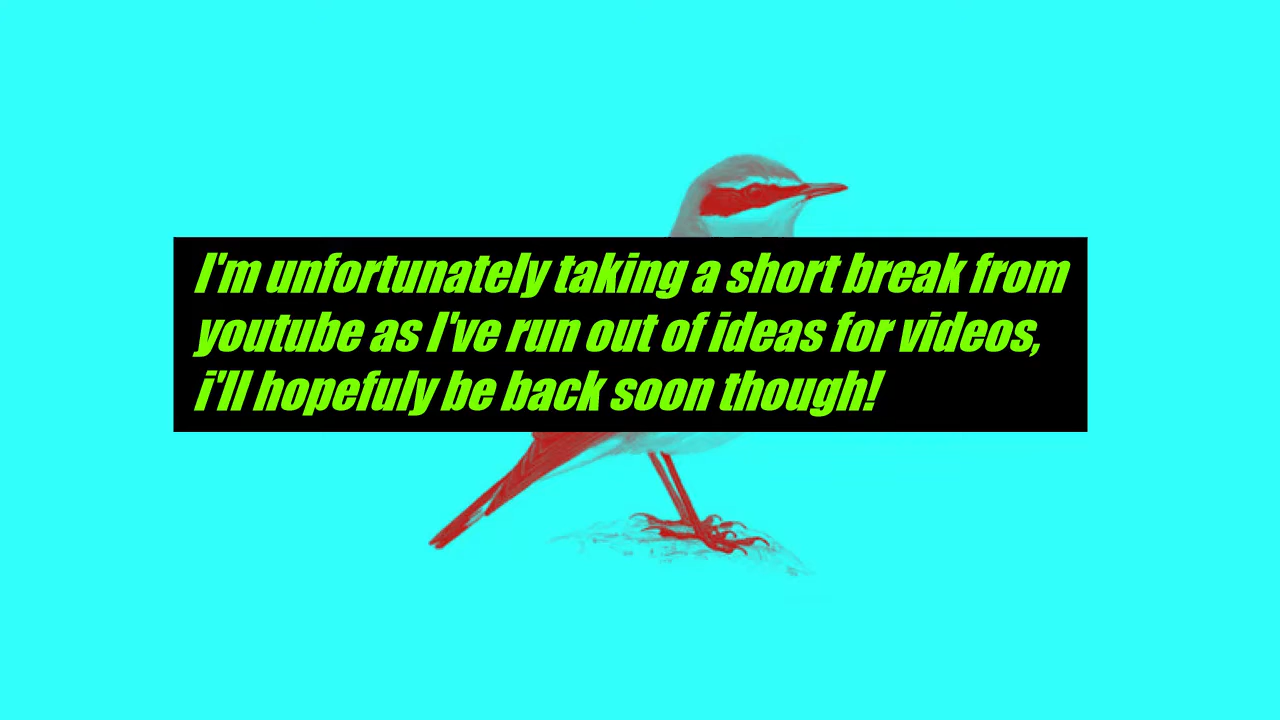 I'm unfortunately taking a short break from
youtube as I've run out of ideas for videos,
i'll hopefuly be back soon though!